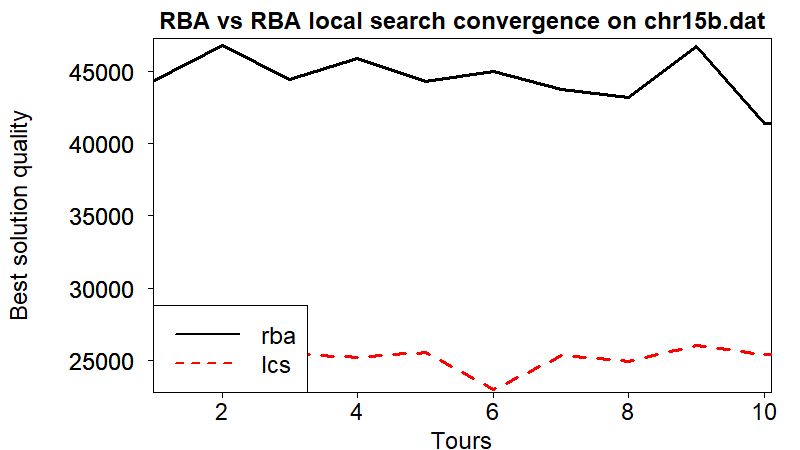 RBA vs RBA local search convergence on chr15b.dat
Best solution quality
45000
40000
35000
30000
25000
rba
lcs
2 4 6 8 10
Tours